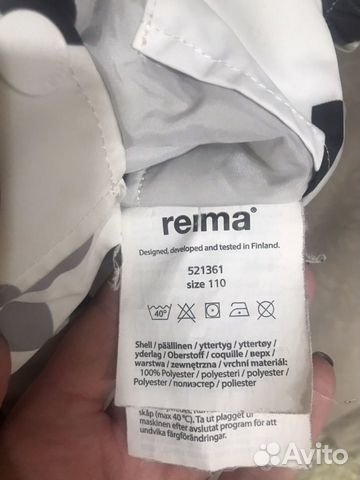 reima®
Designed, developed and tested in Finland.
521361
size 110
40°
Shell / päällinen / yttertyg / yttertøy /
yderlag / Oberstoff / coquille / верх /
warstwa / zewnętrzna / vrchní materiál:
100% Polyester / polyesteri / polyester /
Polyester / полиэстер / poliester
skåp (max 40°C). Ta ut plagget ur
maskinen efter avslutat program för att
undvika färgförändringar.
Avito